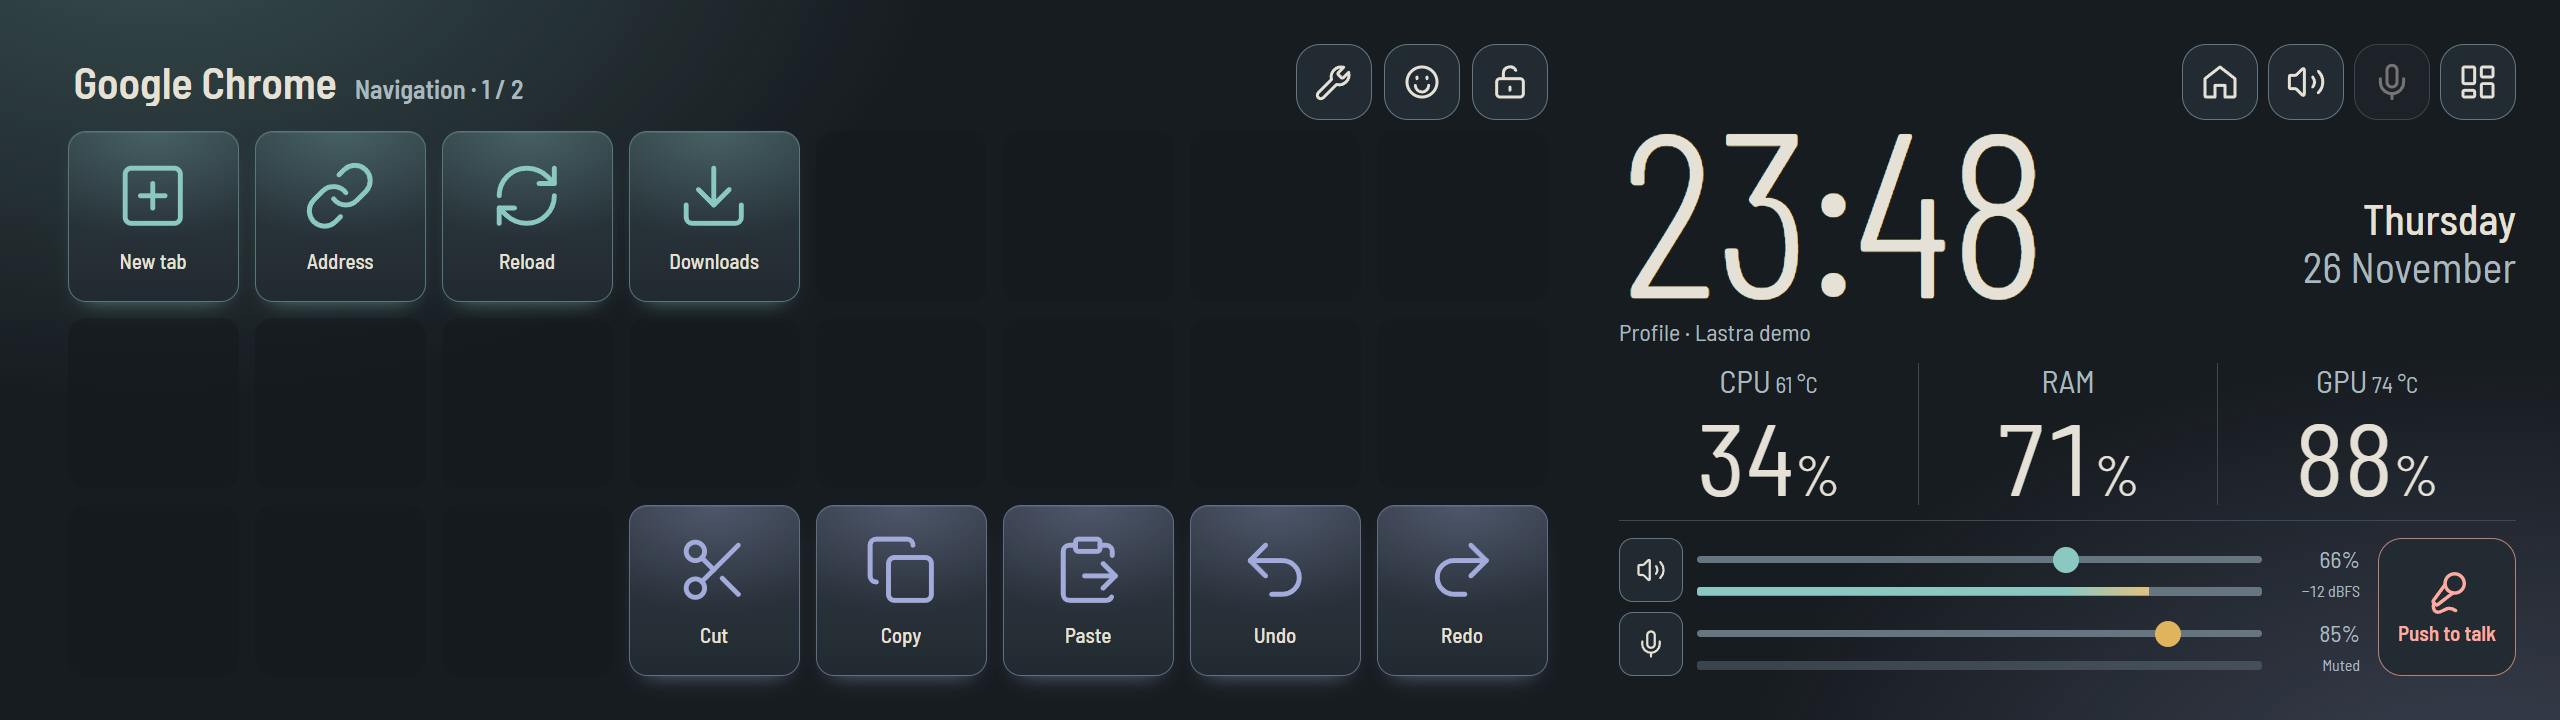 Google Chrome Navigation · 1 / 2
New tab
Address
Reload
Downloads
Cut
Copy
Paste
Undo
Redo
23:48
Thursday
26 November
Profile · Lastra demo
CPU 61 °C
34%
RAM
71%
GPU 74 °C
88%
66%
−12 dBFS
85%
Muted
Push to talk